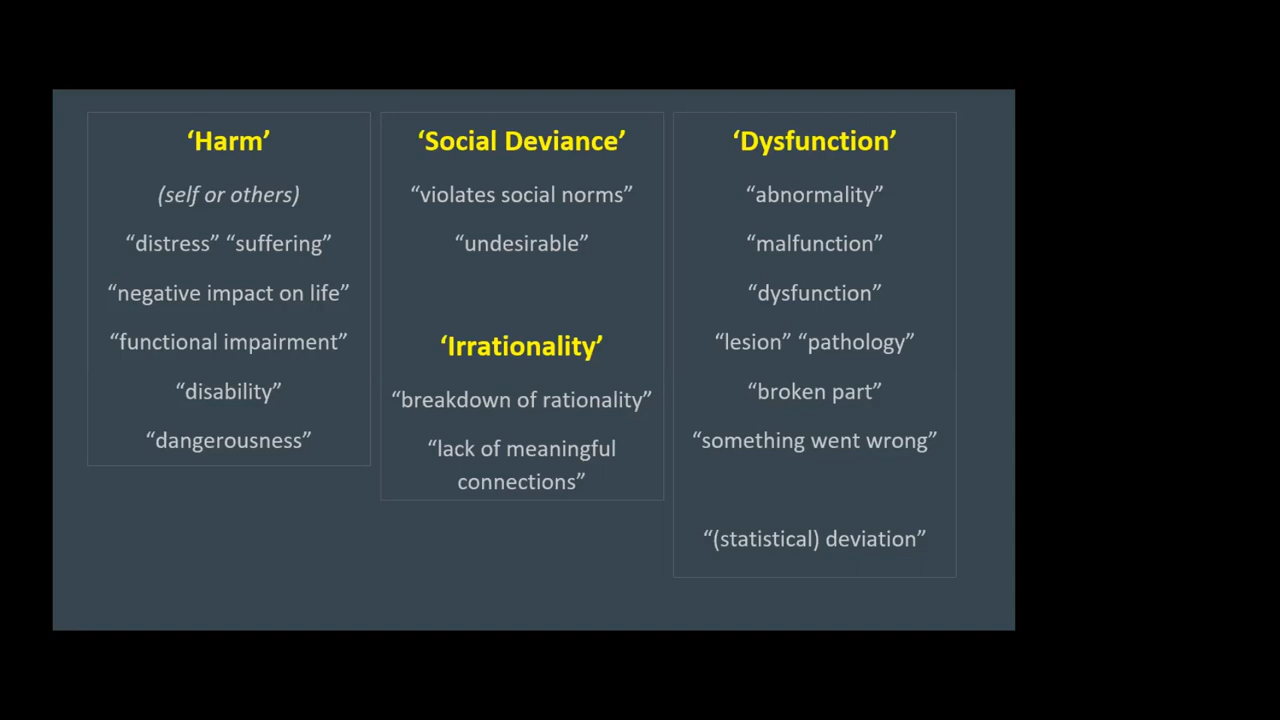 ‘Harm’
(self or others)
“distress” “suffering”
“negative impact on life”
“functional impairment”
“disability”
“dangerousness”
‘Social Deviance’
“violates social norms”
“undesirable”
‘Irrationality’
“breakdown of rationality”
“lack of meaningful
connections”
‘Dysfunction’
“abnormality”
“malfunction”
“dysfunction”
“lesion” “pathology”
“broken part”
“something went wrong”
“(statistical) deviation”